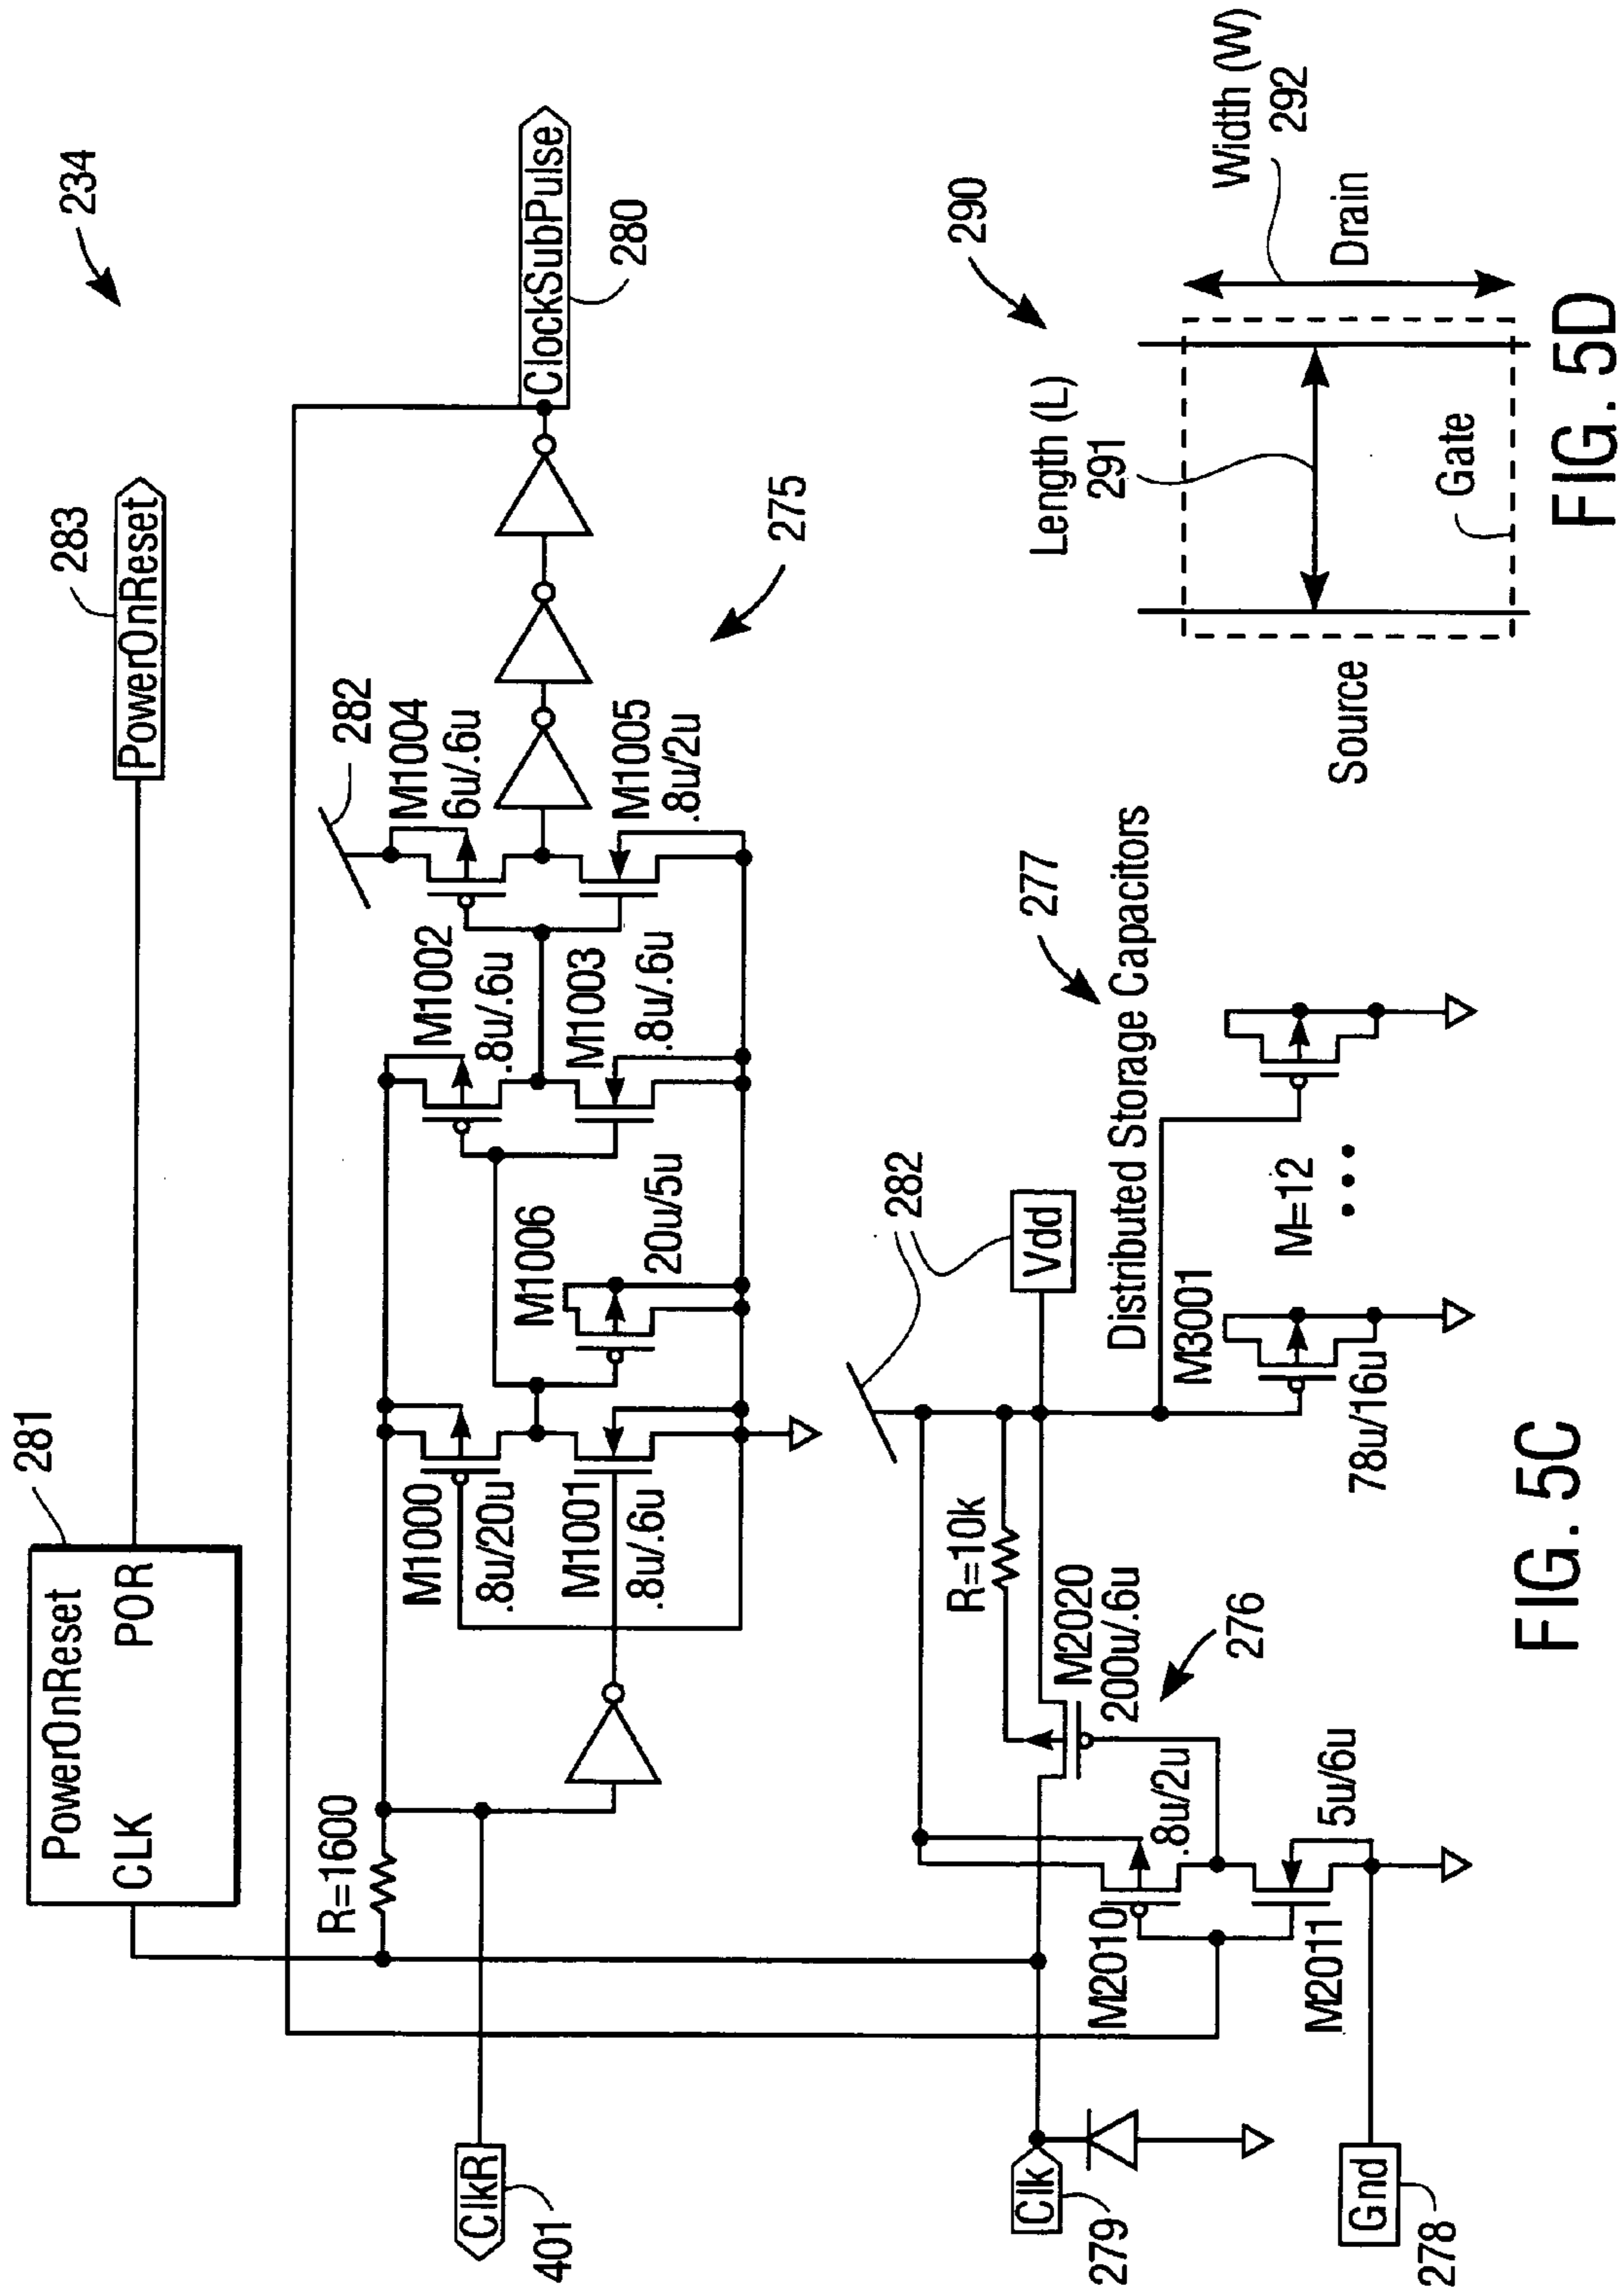 234
281
PowerOnReset
CLK
POR
283
PowerOnReset
R=1600
M1000
.8u/20u
M1001
.8u/.6u
M1006
20u/5u
M1002
.8u/.6u
M1003
.8u/.6u
282
M1004
6u/.6u
M1005
.8u/2u
275
ClockSubPulse
280
ClkR
401
Clk
279
Gnd
278
M2010
.8u/2u
M2011
5u/6u
M2020
200u/.6u
276
R=10k
282
Vdd
277
Distributed Storage Capacitors
M3001
78u/16u
M=12
FIG. 5C
290
Length (L)
291
Width (W)
292
Source
Gate
Drain
FIG. 5D